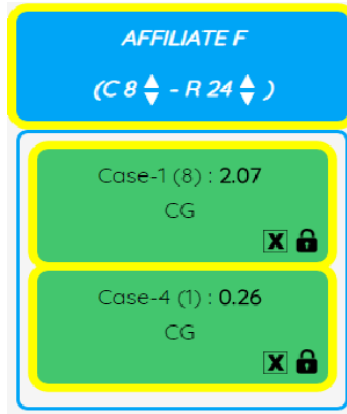 AFFILIATE F
(C 8 - R 24 )
Case-1 (8) : 2.07
CG
X
Case-4 (1) : 0.26
CG
X